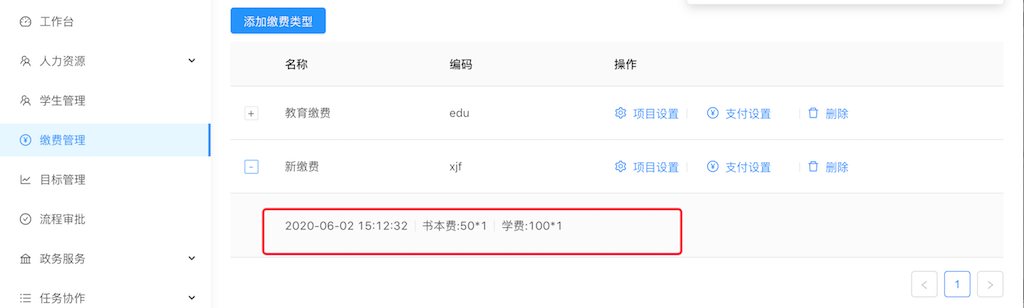 工作台
人力资源
学生管理
缴费管理
目标管理
流程审批
政务服务
任务协作
添加缴费类型
名称 编码 操作
教育缴费 edu 项目设置 支付设置 删除
新缴费 xjf 项目设置 支付设置 删除
2020-06-02 15:12:32 书本费:50*1 学费:100*1
< 1 >